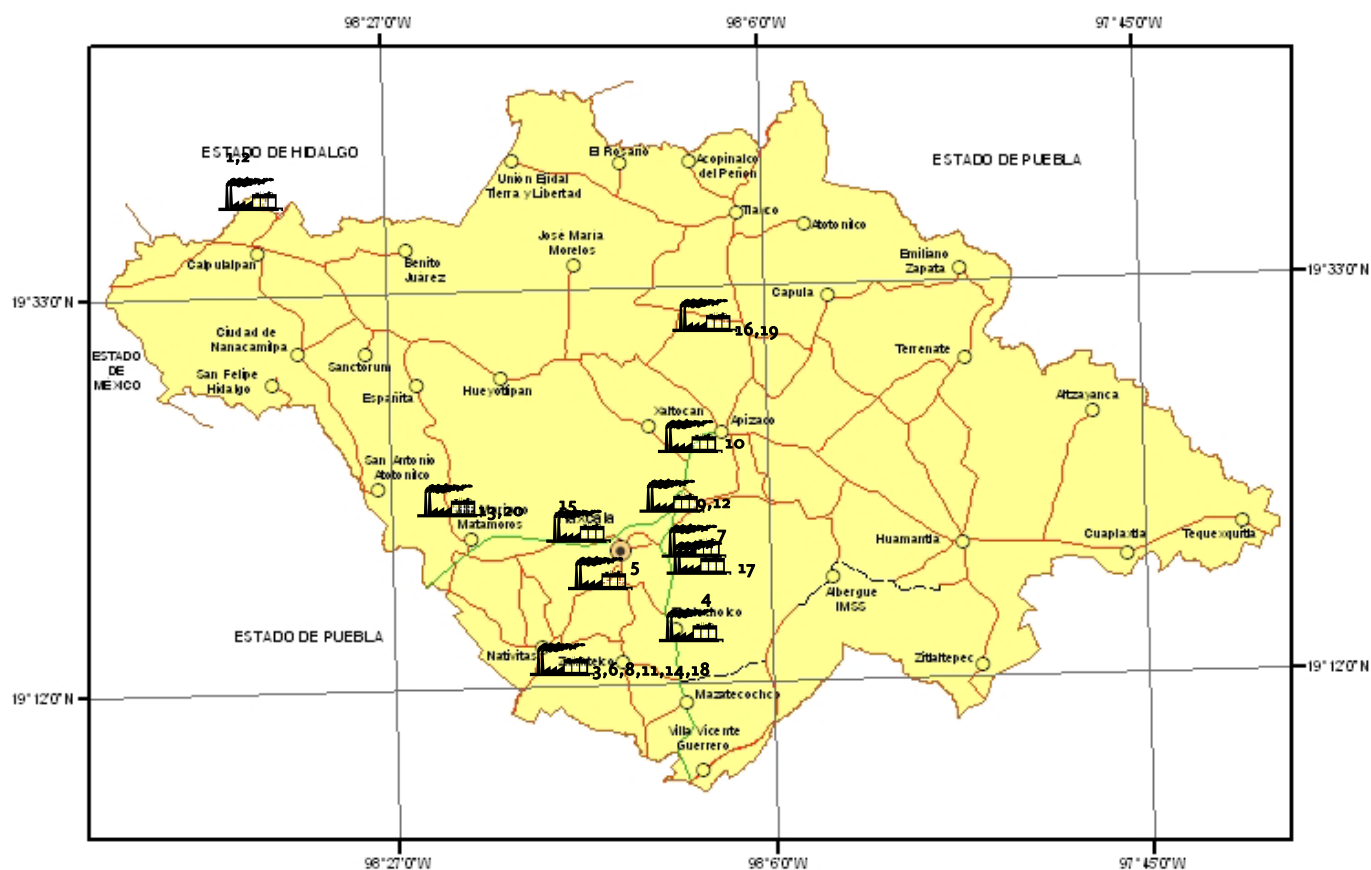 98°27'0"W
98°6'0"W
97°45'0"W
ESTADO DE HIDALGO
1,2
El Rosario
Acopinalco
del Peñon
ESTADO DE PUEBLA
Union Ejidal
Tierra y Libertad
Tlaxco
Atotonilco
José María
Morelos
Emiliano
Zapata
Calpulalpan
Benito
Juarez
19°33'0"N
19°33'0"N
Capula
16,19
Ciudad de
Nanacamilpa
ESTADO
DE
MEXICO
Sanctorum
Terrenate
San Felipe
Hidalgo
Españita
Hueyotlipan
Altzayanca
Xaltocan
Apizaco
10
San Antonio
Atotonilco
13,20
Matamoros
15
9,12
Tlaxcala
7
Huamantla
Cuapiaxtla
Tequexquitla
5
17
Albergue
IMSS
4
ESTADO DE PUEBLA
Nativitas
3,6,8,11,14,18
Zitlaltepec
19°12'0"N
19°12'0"N
Mazatecochco
Villa Vicente
Guerrero
98°27'0"W
98°6'0"W
97°45'0"W